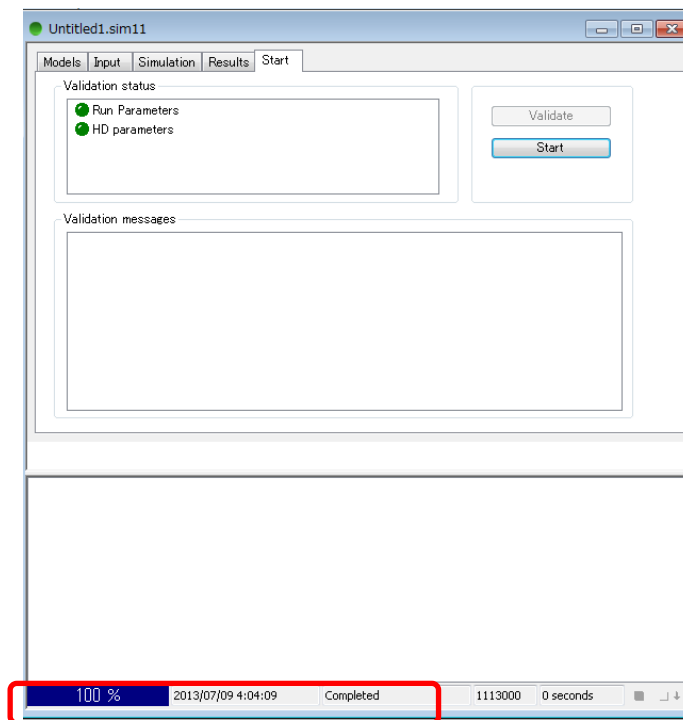 Untitled1.sim11
Models Input Simulation Results Start
Validation status
Run Parameters
HD parameters
Validate
Start
Validation messages
100 % 2013/07/09 4:04:09 Completed 1113000 0 seconds